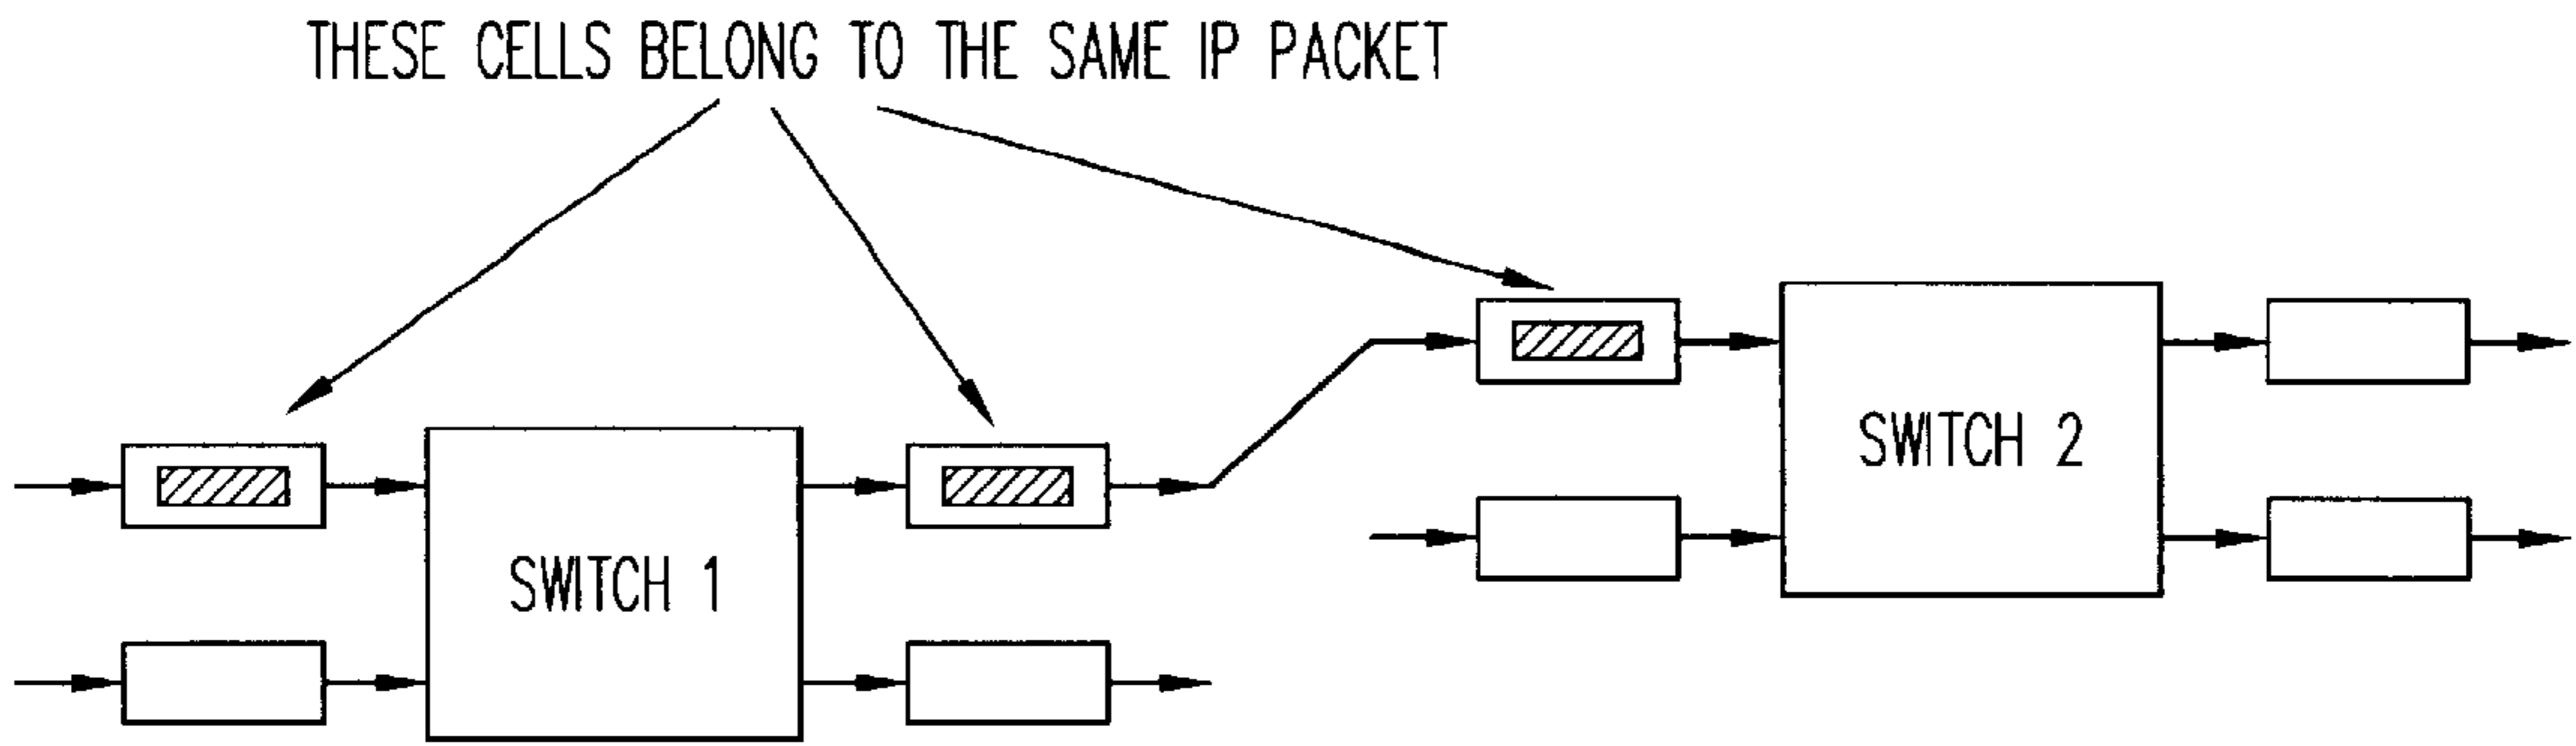 THESE CELLS BELONG TO THE SAME IP PACKET
SWITCH 1
SWITCH 2